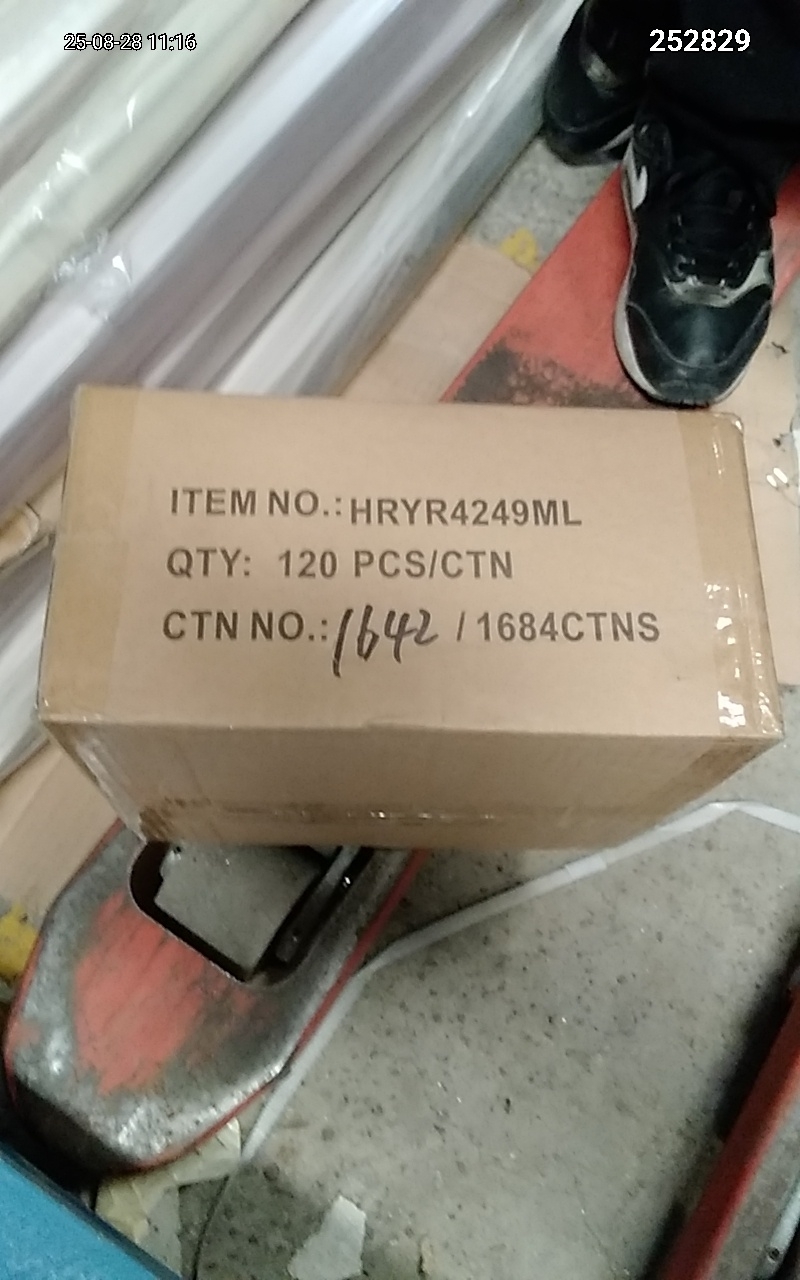 25-08-28 11:16
252829
ITEM NO.: HRYR4249ML
QTY: 120 PCS/CTN
CTN NO.: 1642 / 1684CTNS